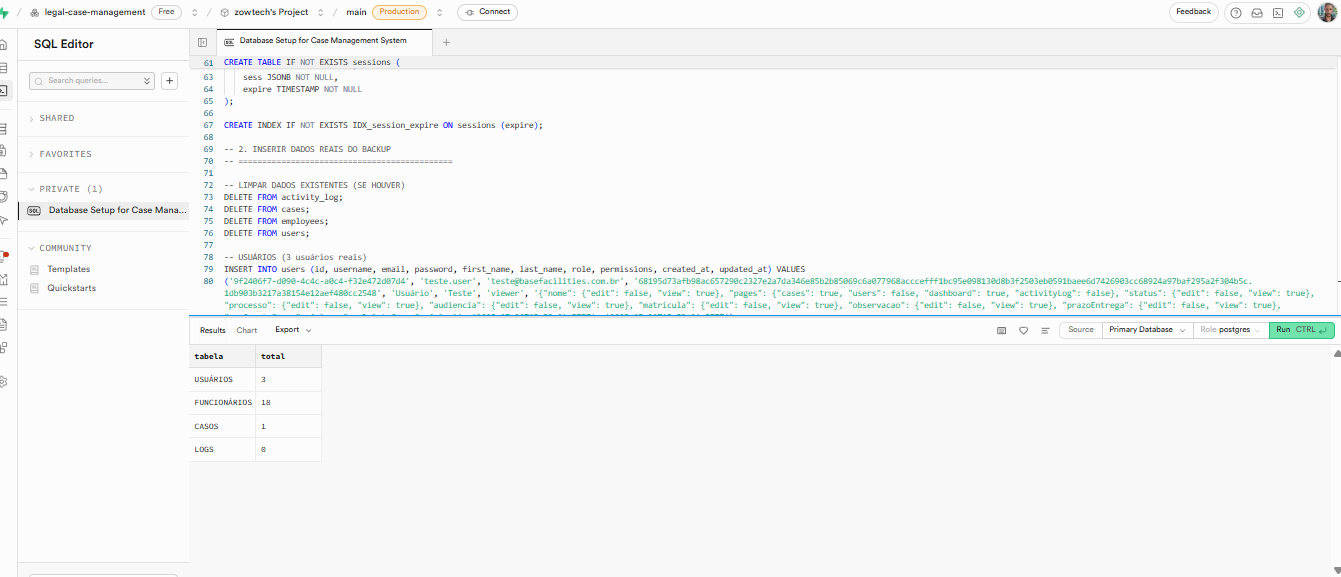 legal-case-management Free / zowtech's Project / main Production Connect Feedback
SQL Editor
Database Setup for Case Management System
Search queries...
SHARED
FAVORITES
PRIVATE (1)
SQL Database Setup for Case Mana...
COMMUNITY
Templates
Quickstarts
61 CREATE TABLE IF NOT EXISTS sessions (
63 sess JSONB NOT NULL,
64 expire TIMESTAMP NOT NULL
65 );
66
67 CREATE INDEX IF NOT EXISTS IDX_session_expire ON sessions (expire);
68
69 -- 2. INSERIR DADOS REAIS DO BACKUP
70 -- =============================================
71
72 -- LIMPAR DADOS EXISTENTES (SE HOUVER)
73 DELETE FROM activity_log;
74 DELETE FROM cases;
75 DELETE FROM employees;
76 DELETE FROM users;
77
78 -- USUÁRIOS (3 usuários reais)
79 INSERT INTO users (id, username, email, password, first_name, last_name, role, permissions, created_at, updated_at) VALUES
80 ('9f2406f7-d090-4c4c-a0c4-f32e472d07d4', 'teste.user', 'teste@basefacilities.com.br', '68195d73afb98ac657290c2327e2a7da346e85b2b85069c6a077968acccefff1bc95e098130d8b3f2503eb0591baee6d7426903cc68924a97baf295a2f304b5c.
1db903b3217a38154e12aef480cc2548', 'Usuário', 'Teste', 'viewer', '{"nome": {"edit": false, "view": true}, "pages": {"cases": true, "users": false, "dashboard": true, "activityLog": false}, "status": {"edit": false, "view": true},
"processo": {"edit": false, "view": true}, "audiencia": {"edit": false, "view": true}, "matricula": {"edit": false, "view": true}, "observacao": {"edit": false, "view": true}, "prazoEntrega": {"edit": false, "view": true},
Results Chart Export Source Primary Database Role postgres Run CTRL
tabela total
USUÁRIOS 3
FUNCIONÁRIOS 18
CASOS 1
LOGS 0